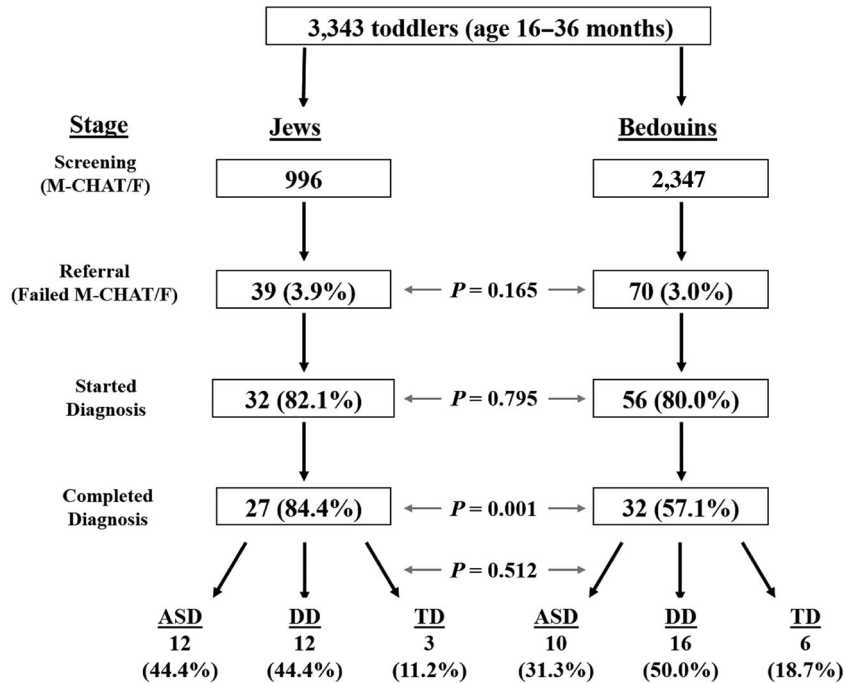 3,343 toddlers (age 16–36 months)
Stage
Jews
Bedouins
Screening
(M-CHAT/F)
996
2,347
Referral
(Failed M-CHAT/F)
39 (3.9%)
P = 0.165
70 (3.0%)
Started
Diagnosis
32 (82.1%)
P = 0.795
56 (80.0%)
Completed
Diagnosis
27 (84.4%)
P = 0.001
32 (57.1%)
P = 0.512
ASD
12
(44.4%)
DD
12
(44.4%)
TD
3
(11.2%)
ASD
10
(31.3%)
DD
16
(50.0%)
TD
6
(18.7%)